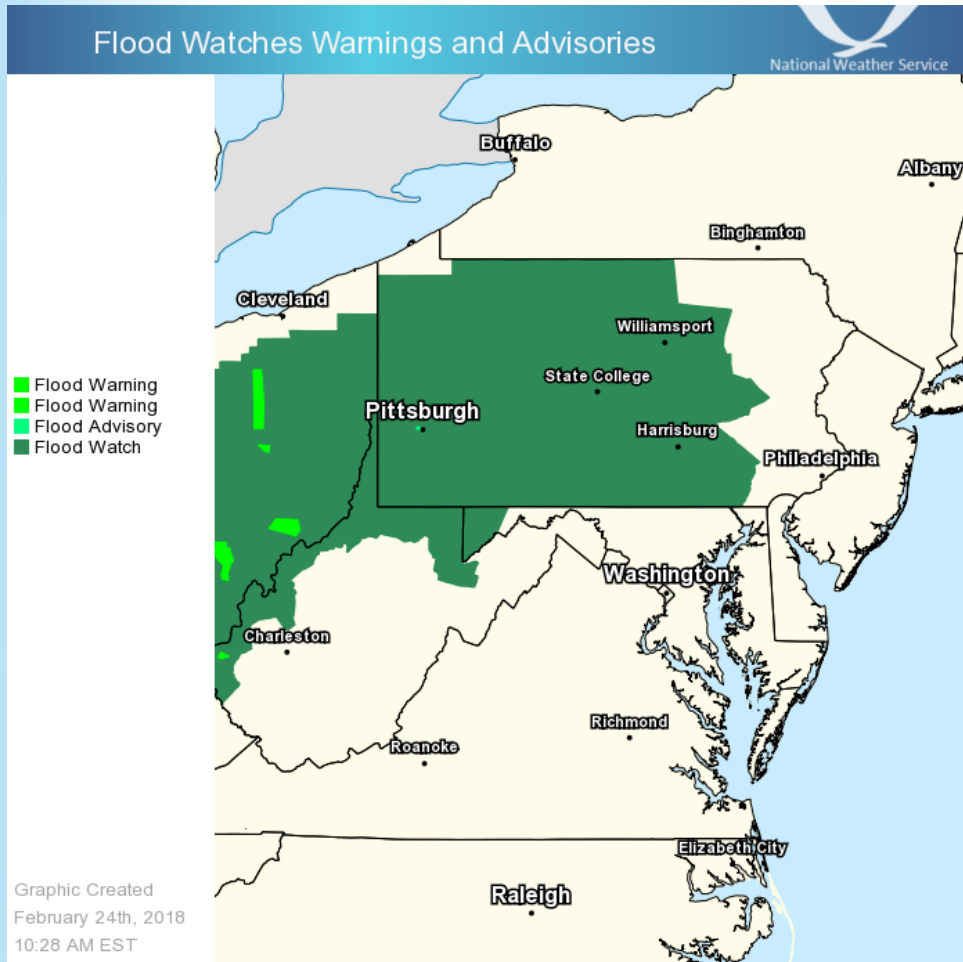 Flood Watches Warnings and Advisories
National Weather Service
Buffalo
Albany
Binghamton
Cleveland
Williamsport
State College
Flood Warning
Flood Warning
Flood Advisory
Flood Watch
Pittsburgh
Harrisburg
Philadelphia
Washington
Charleston
Richmond
Roanoke
Elizabeth City
Raleigh
Graphic Created
February 24th, 2018
10:28 AM EST